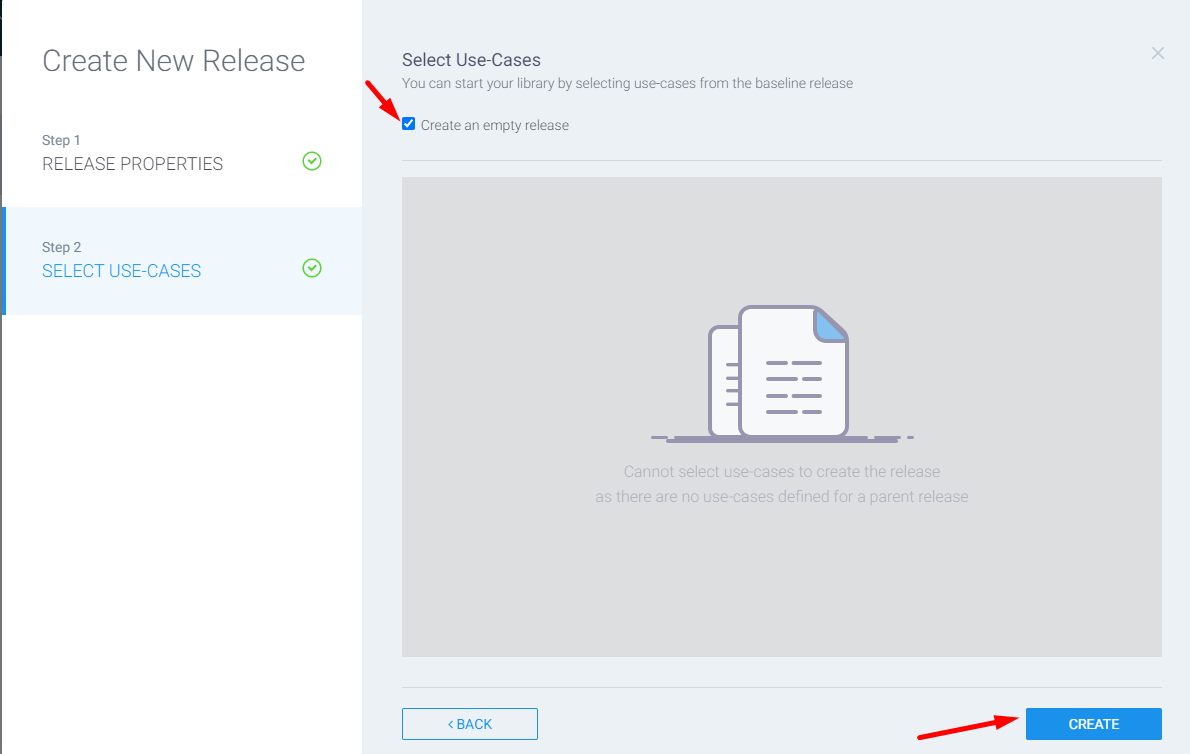 Create New Release
Step 1
RELEASE PROPERTIES
Step 2
SELECT USE-CASES
Select Use-Cases
You can start your library by selecting use-cases from the baseline release
Create an empty release
Cannot select use-cases to create the release
as there are no use-cases defined for a parent release
< BACK
CREATE